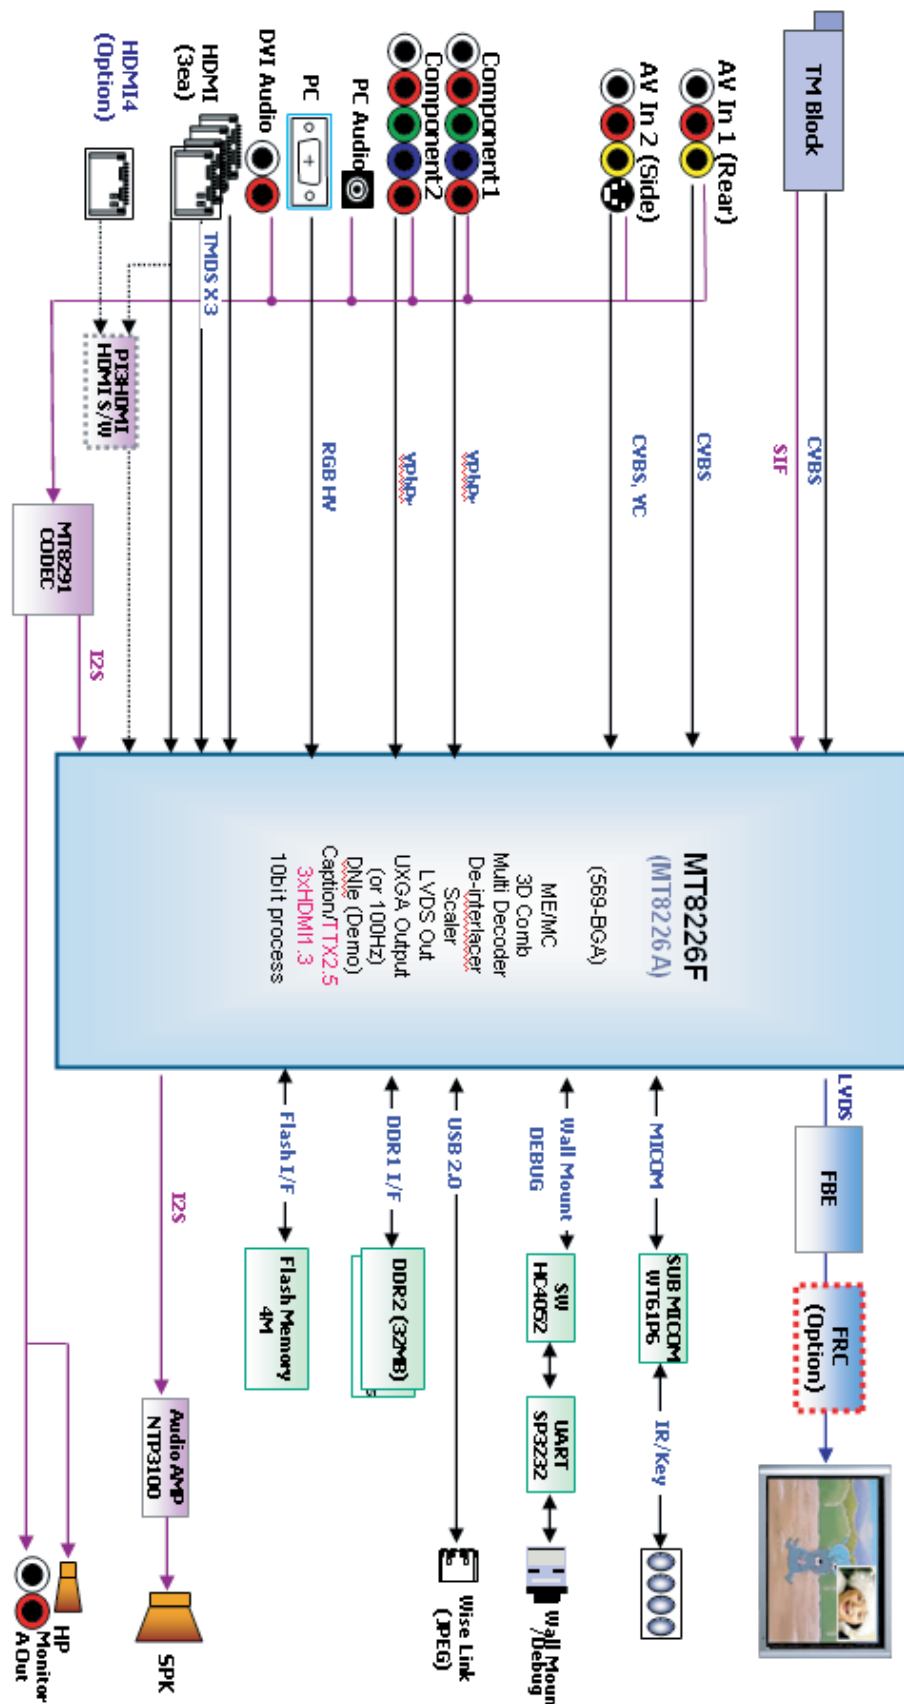 TM Block
CVBS
SIF
AV In 1 (Rear)
CVBS
AV In 2 (Side)
CVBS, YC
Component1
YPbPr
Component2
YPbPr
PC Audio
PC
RGB HV
DVI Audio
HDMI
(3ea)
TMDS X 3
HDMI4
(Option)
PI3HDMI
HDMI S/W
MT8291
CODEC
I2S
MT8226F
(MT8226A)
(569-BGA)
ME/MC
3D Comb
Multi Decoder
De-interlacer
Scaler
LVDS Out
UXGA Output
(or 100Hz)
DNIe (Demo)
Caption/TTX2.5
3xHDMI1.3
10bit process
LVDS
FBE
FRC
(Option)
MICOM
SUB MICOM
WT61P6
IR/Key
Wall Mount
DEBUG
SW
HC4052
UART
SP3232
Wall Moun
/Debug
USB 2.0
Wise Link
(JPEG)
DDR1 I/F
DDR2 (32MB)
Flash I/F
Flash Memory
4M
I2S
Audio AMP
NTP3100
SPK
HP
Monitor
A Out